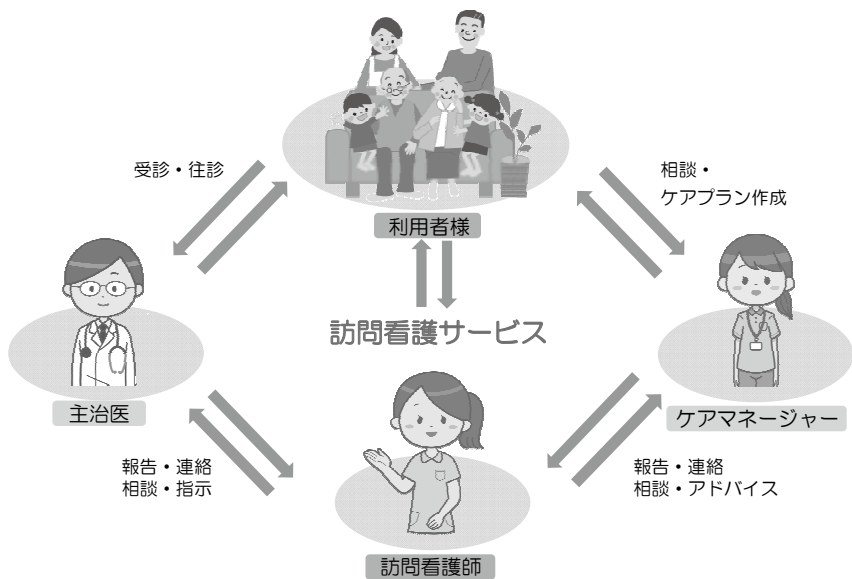 受診・往診
相談・
ケアプラン作成
利用者様
訪問看護サービス
主治医
ケアマネージャー
報告・連絡
相談・指示
報告・連絡
相談・アドバイス
訪問看護師